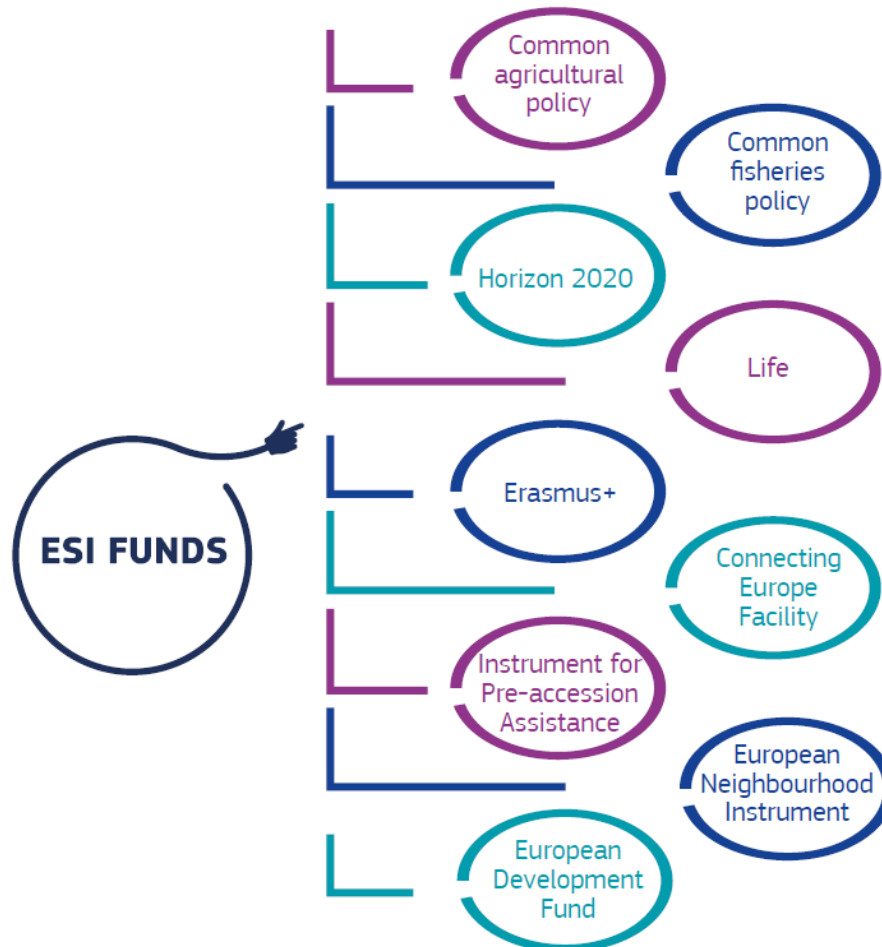 Common
agricultural
policy
Common
fisheries
policy
Horizon 2020
Life
ESI FUNDS
Erasmus+
Connecting
Europe
Facility
Instrument for
Pre-accession
Assistance
European
Neighbourhood
Instrument
European
Development
Fund